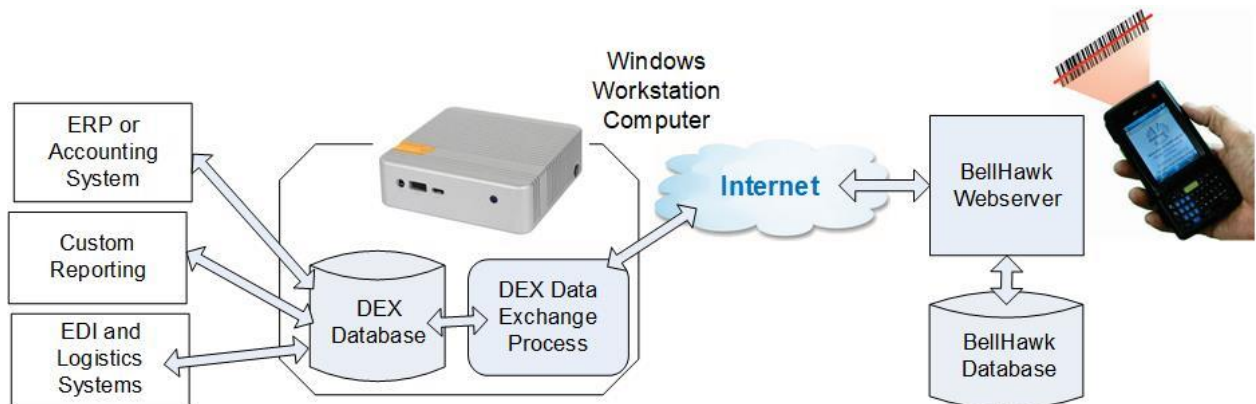 ERP or
Accounting
System
Custom
Reporting
EDI and
Logistics
Systems
Windows
Workstation
Computer
DEX
Database
DEX Data
Exchange
Process
Internet
BellHawk
Webserver
BellHawk
Database